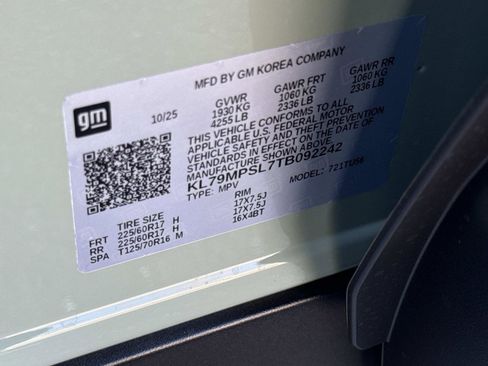 MFD BY GM KOREA COMPANY
gm
10/25
GVWR GAWR FRT GAWR RR
1930 KG 1060 KG 1060 KG
4255 LB 2336 LB 2336 LB
THIS VEHICLE CONFORMS TO ALL
APPLICABLE U.S. FEDERAL MOTOR
VEHICLE SAFETY AND THEFT PREVENTION
STANDARDS IN EFFECT ON THE DATE OF
MANUFACTURE SHOWN ABOVE.
KL79MPSL7TB092242
TYPE: MPV MODEL: 721TU56
TIRE SIZE RIM
FRT 225/60R17 H 17X7.5J
RR 225/60R17 H 17X7.5J
SPA T125/70R16 M 16X4BT